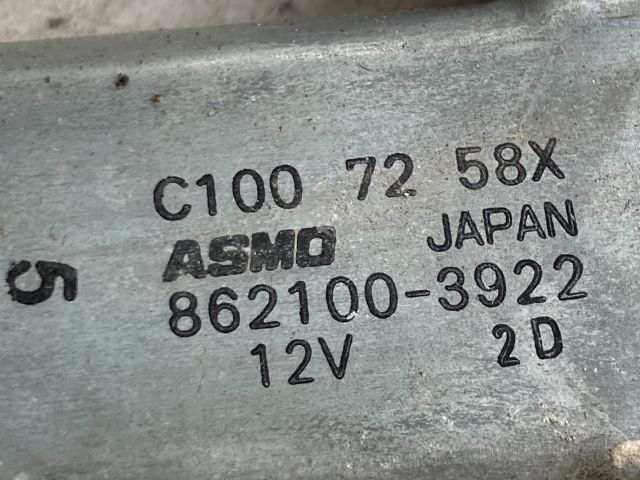 C100 72 58X
ASMO JAPAN
862100-3922
12V 2D
5